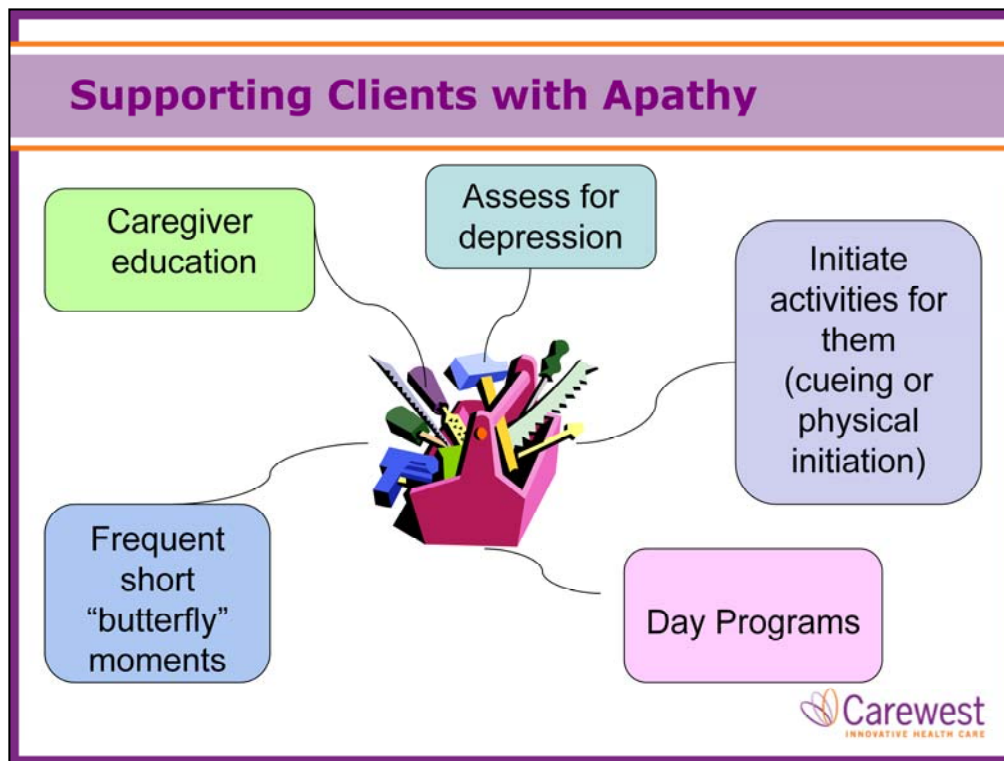 Supporting Clients with Apathy
Caregiver
education
Assess for
depression
Initiate
activities for
them
(cueing or
physical
initiation)
Frequent
short
“butterfly”
moments
Day Programs
Carewest
INNOVATIVE HEALTH CARE